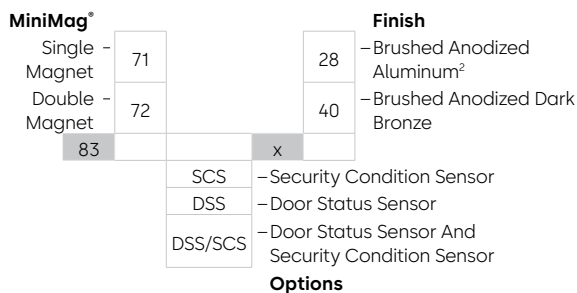 MiniMag® Finish
Single – 71 28 –Brushed Anodized
Magnet Aluminum²
Double – 72 40 –Brushed Anodized Dark
Magnet Bronze
83 x
SCS –Security Condition Sensor
DSS –Door Status Sensor
DSS/SCS –Door Status Sensor And
Security Condition Sensor
Options